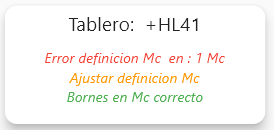 Tablero:  +HL41
Error definicion Mc  en : 1 Mc
Ajustar definicion Mc
Bornes en Mc correcto